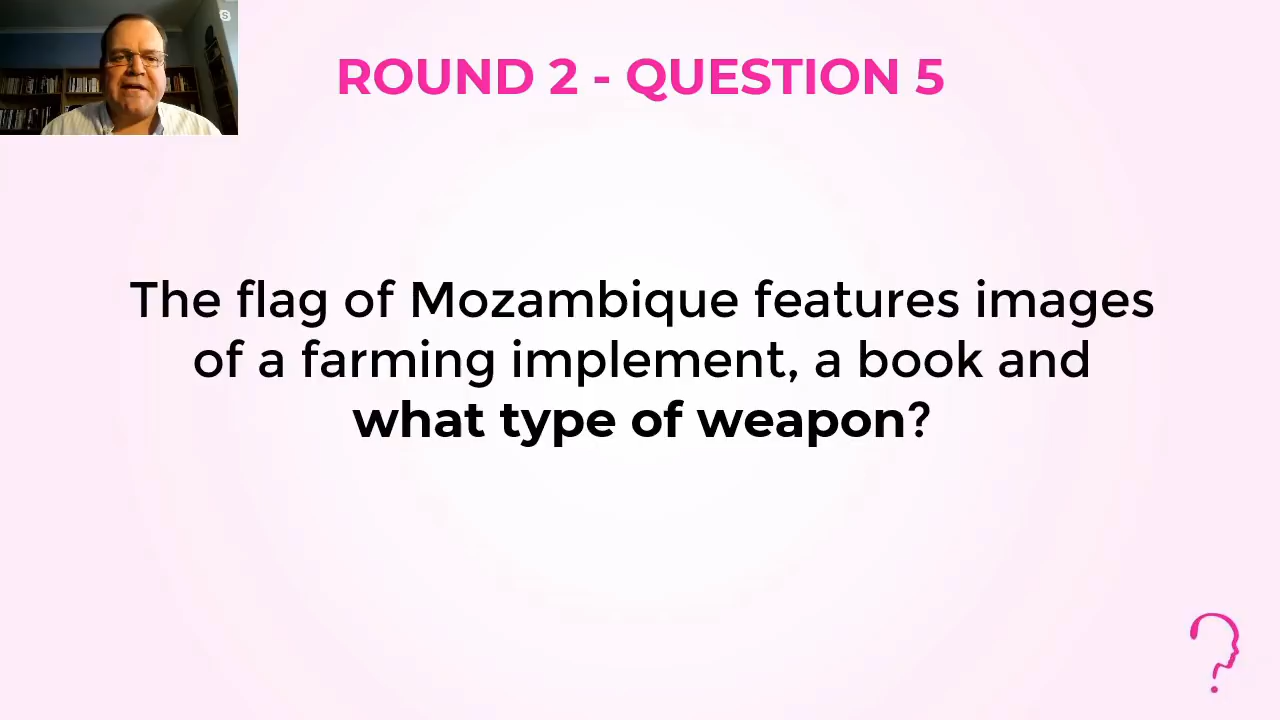 ROUND 2 - QUESTION 5
The flag of Mozambique features images
of a farming implement, a book and
what type of weapon?